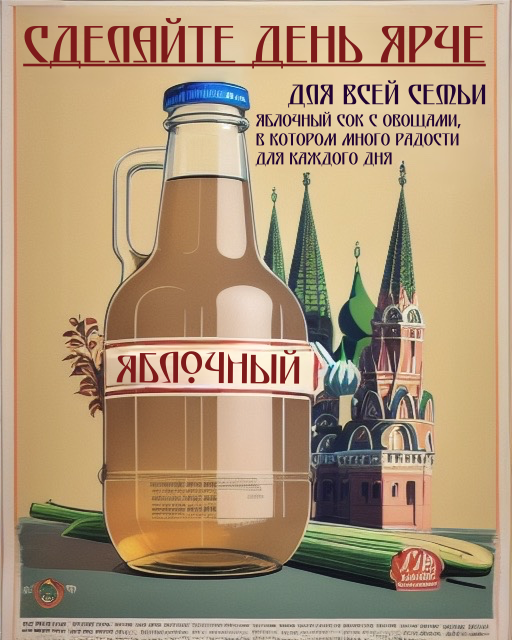 СДЕЛАЙТЕ ДЕНЬ ЯРЧЕ
ДЛЯ ВСЕЙ СЕМЬИ
ЯБЛОЧНЫЙ СОК С ОВОЩАМИ,
В КОТОРОМ МНОГО РАДОСТИ
ДЛЯ КАЖДОГО ДНЯ
ЯБЛОЧНЫЙ